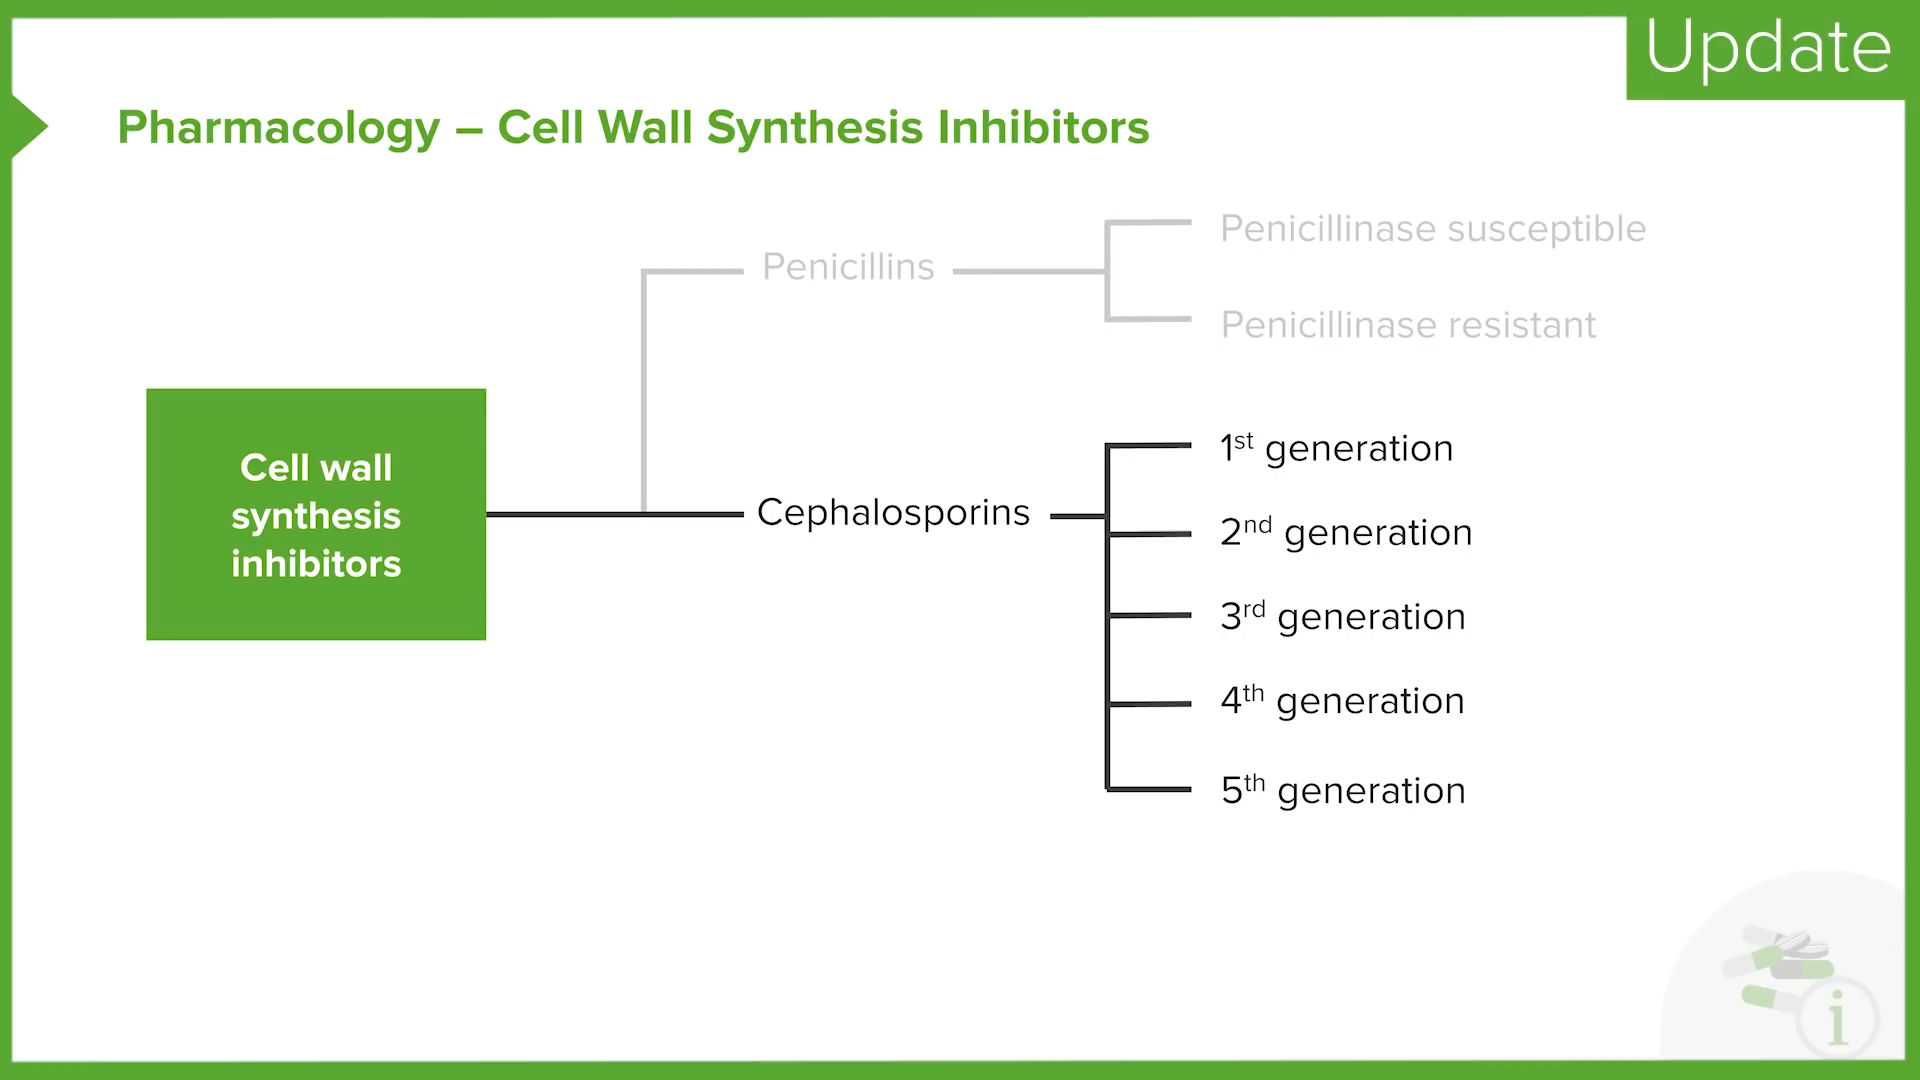 Update
Pharmacology – Cell Wall Synthesis Inhibitors
Penicillins
Penicillinase susceptible
Penicillinase resistant
Cell wall
synthesis
inhibitors
Cephalosporins
1st generation
2nd generation
3rd generation
4th generation
5th generation
i